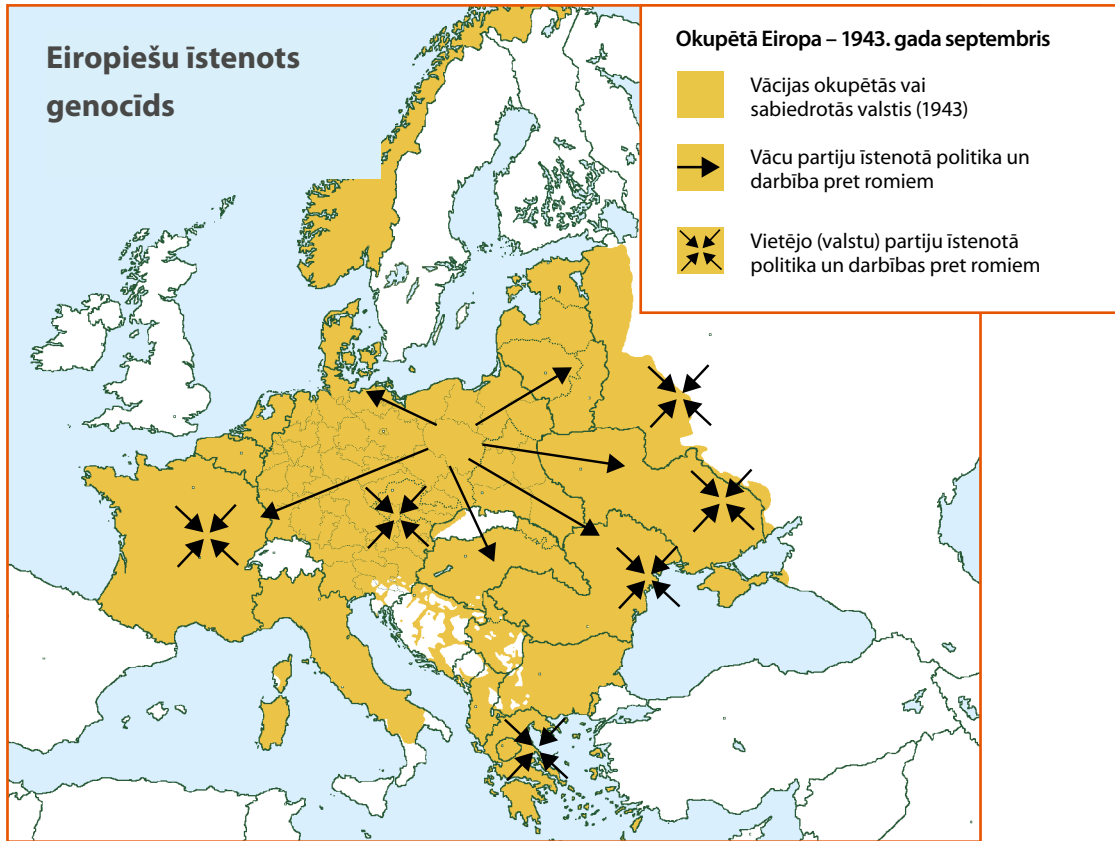 Eiropiešu īstenots
genocīds
Okupētā Eiropa – 1943. gada septembris
Vācijas okupētās vai
sabiedrotās valstis (1943)
Vācu partiju īstenotā politika un
darbība pret romiem
Vietējo (valstu) partiju īstenotā
politika un darbības pret romiem